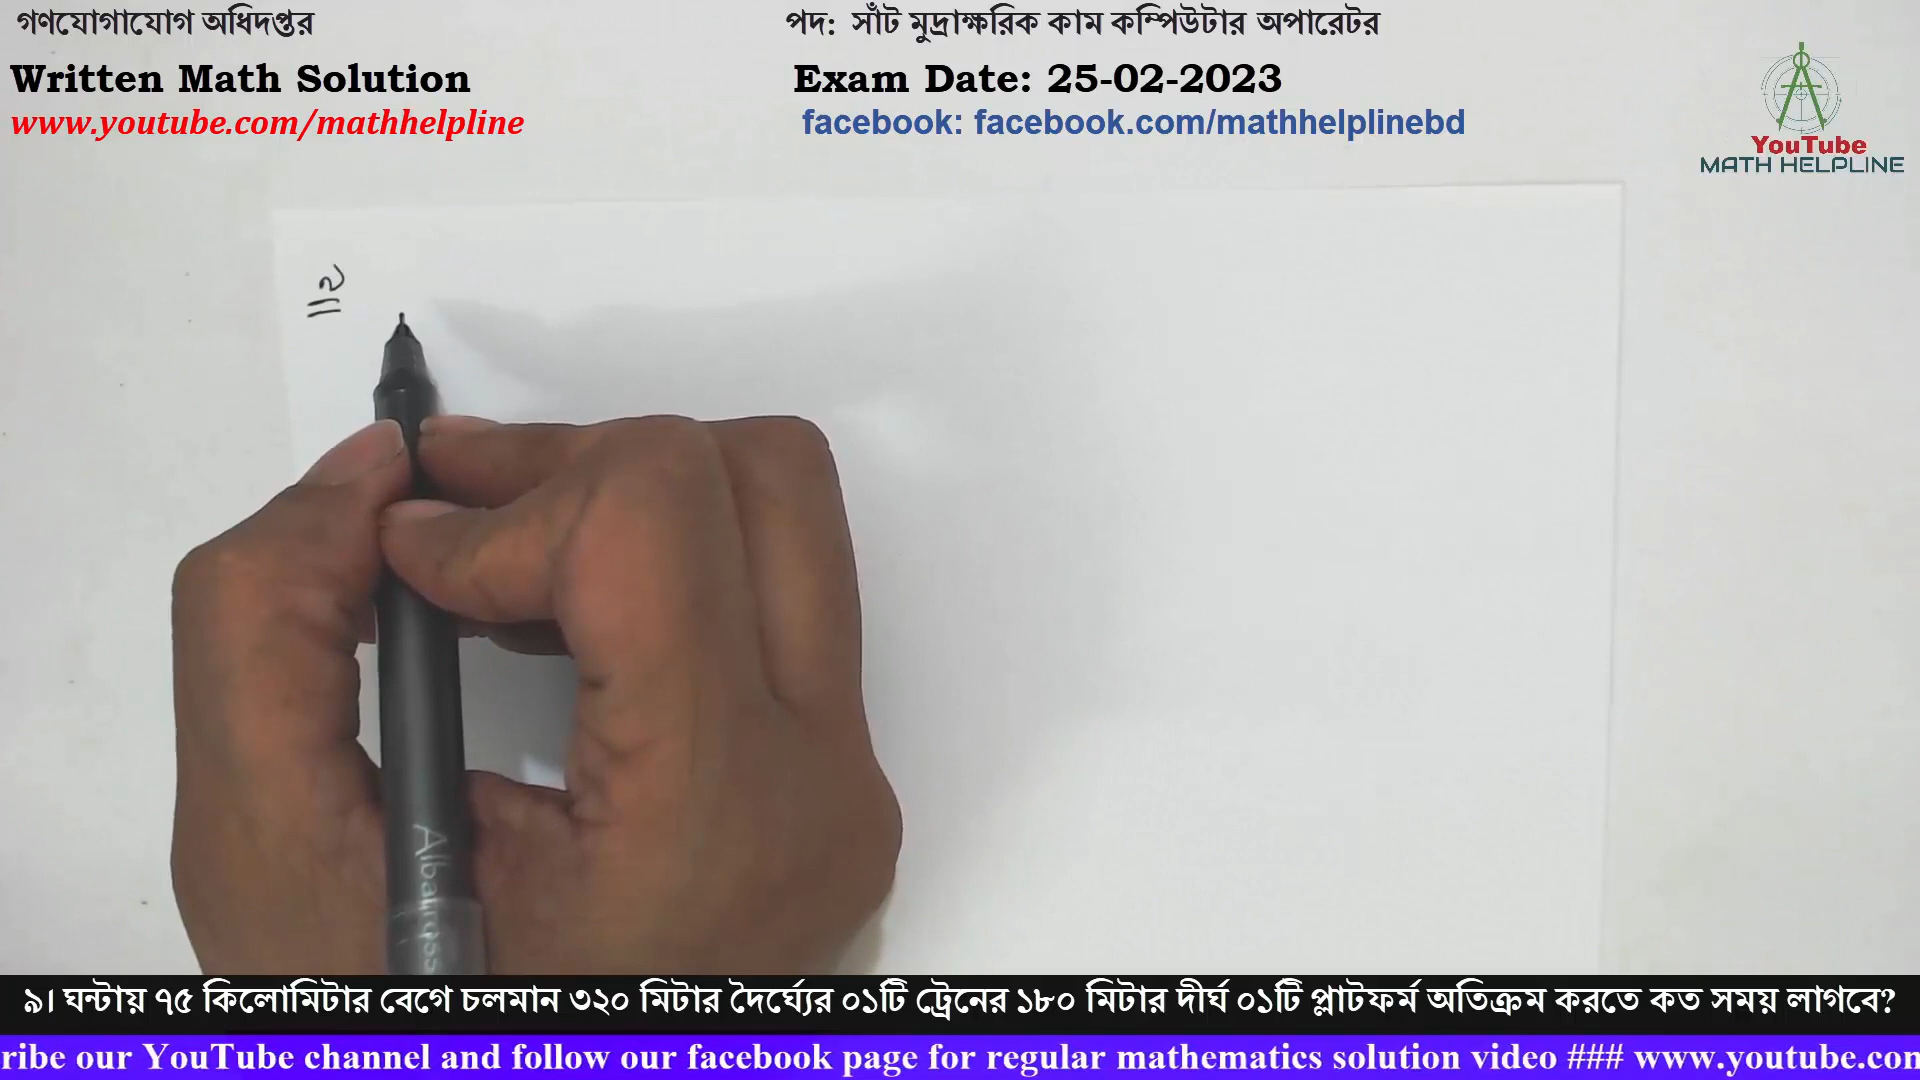 গণযোগাযোগ অধিদপ্তর
পদ: সাঁট মুদ্রাক্ষরিক কাম কম্পিউটার অপারেটর
Written Math Solution
Exam Date: 25-02-2023
www.youtube.com/mathhelpline
facebook: facebook.com/mathhelplinebd
YouTube
MATH HELPLINE
৯। ঘন্টায় ৭৫ কিলোমিটার বেগে চলমান ৩২০ মিটার দৈর্ঘ্যের ০১টি ট্রেনের ১৮০ মিটার দীর্ঘ ০১টি প্লাটফর্ম অতিক্রম করতে কত সময় লাগবে?
ribe our YouTube channel and follow our facebook page for regular mathematics solution video ### www.youtube.con